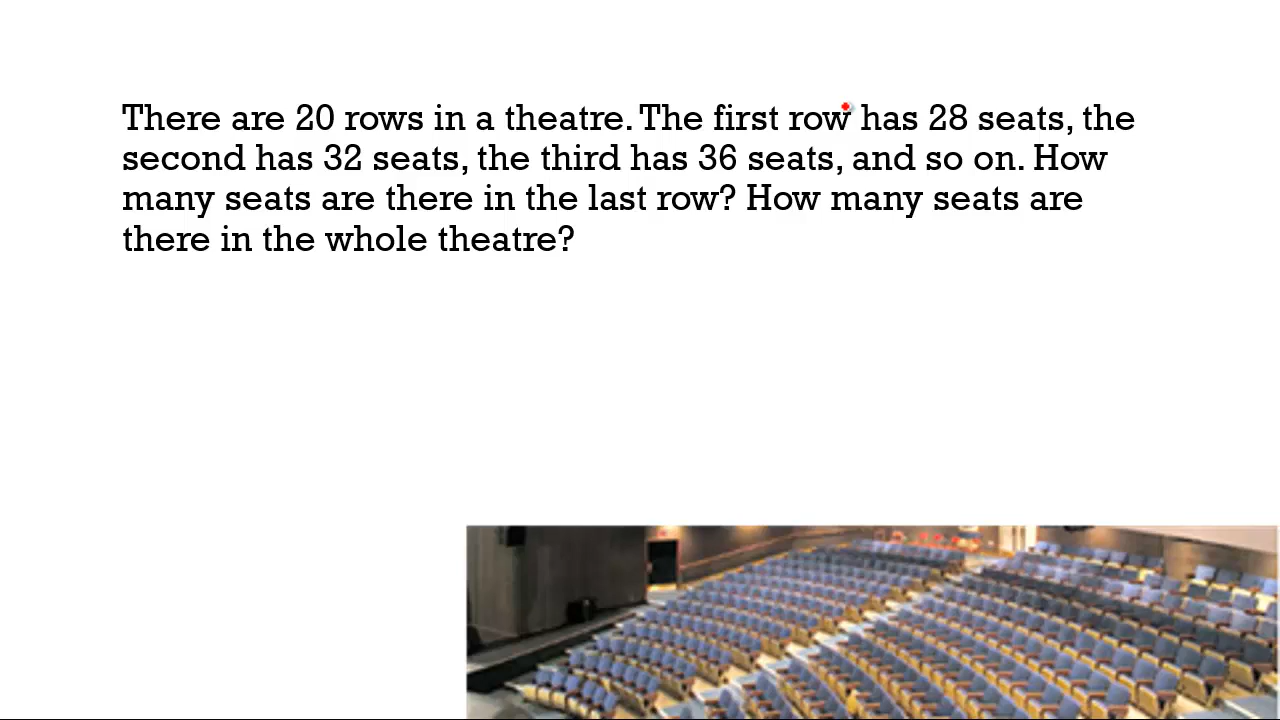 There are 20 rows in a theatre. The first row has 28 seats, the
second has 32 seats, the third has 36 seats, and so on. How
many seats are there in the last row? How many seats are
there in the whole theatre?